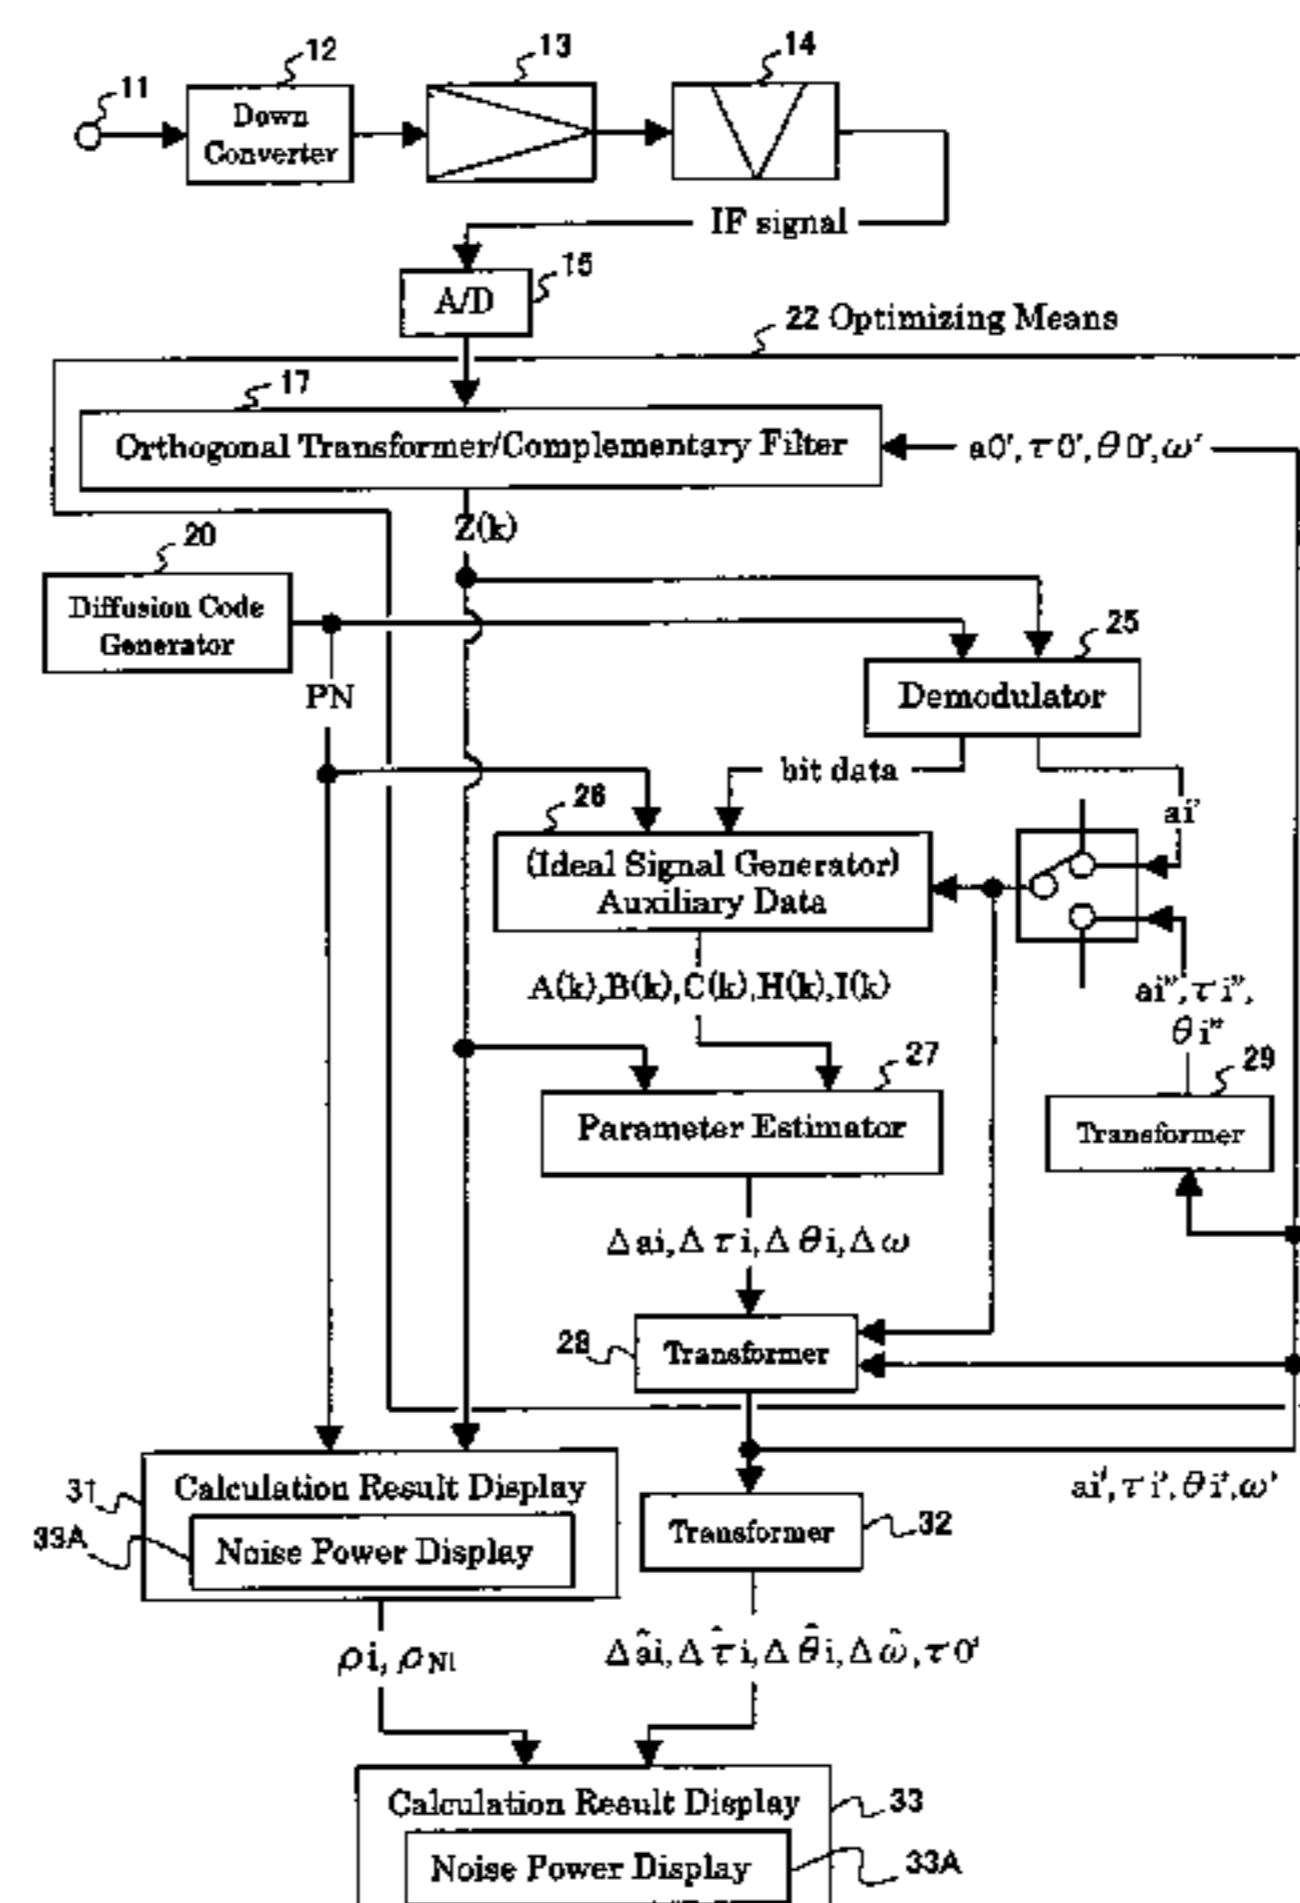 11
12
13
14
Down
Converter
IF signal
15
A/D
22 Optimizing Means
17
Orthogonal Transformer/Complementary Filter
a0',τ0',θ0',ω'
Z(k)
20
Diffusion Code
Generator
PN
25
Demodulator
bit data
ai'
26
(Ideal Signal Generator)
Auxiliary Data
A(k),B(k),C(k),H(k),I(k)
ai",τi",
θi"
27
29
Parameter Estimator
Transformer
Δai,Δτi,Δθi,Δω
28
Transformer
31
Calculation Result Display
ai',τi',θi',ω'
33A
Noise Power Display
Transformer
32
ρi, ρNi
Δâi,Δτ̂i,Δθ̂i,Δω̂,τ0'
Calculation Result Display
33
Noise Power Display
33A